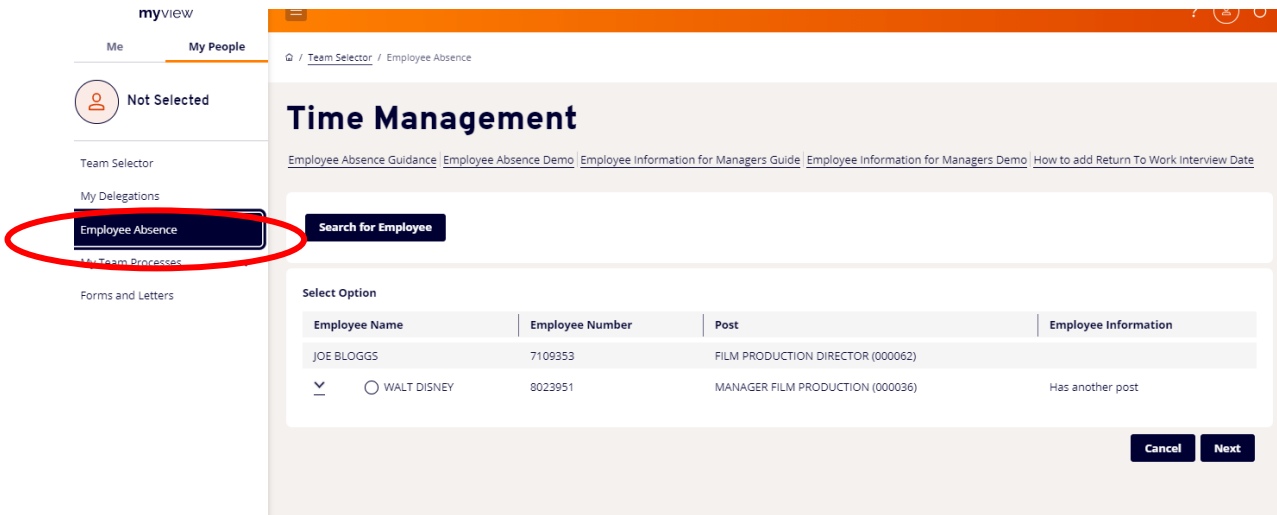 myview
Me My People
?
/ Team Selector / Employee Absence
Not Selected
Time Management
Employee Absence Guidance Employee Absence Demo Employee Information for Managers Guide Employee Information for Managers Demo How to add Return To Work Interview Date
Team Selector
My Delegations
Employee Absence
My Team Processes
Forms and Letters
Search for Employee
Select Option
Employee Name Employee Number Post Employee Information
JOE BLOGGS 7109353 FILM PRODUCTION DIRECTOR (000062)
WALT DISNEY 8023951 MANAGER FILM PRODUCTION (000036) Has another post
Cancel Next